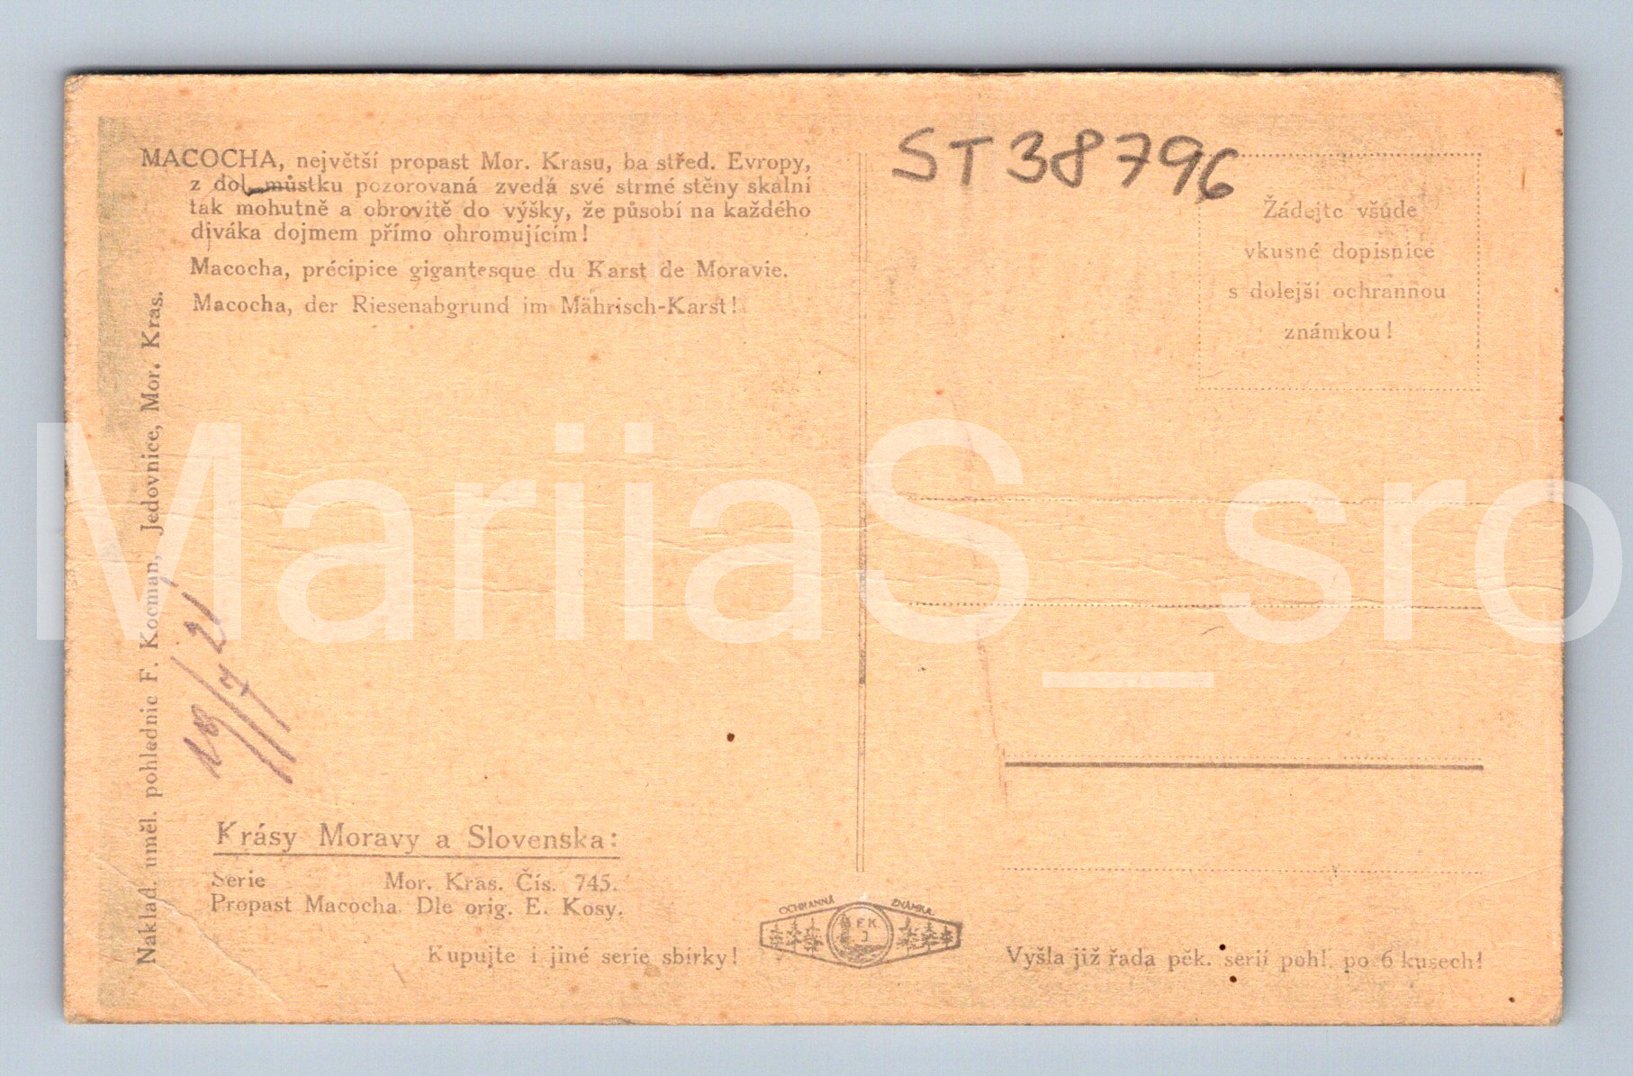 MACOCHA, největší propast Mor. Krasu, ba střed. Evropy,
z dol. můstku pozorovaná zvedá své strmé stěny skalní
tak mohutně a obrovitě do výšky, že působí na každého
diváka dojmem přímo ohromujícím!
Macocha, précipice gigantesque du Karst de Moravie.
Macocha, der Riesenabgrund im Mährisch-Karst!
Naklad. uměl. pohlednic F. Kocman, Jedovnice, Mor. Kras.
ST38796
Žádejte všude
vkusné dopisnice
s dolejší ochrannou
známkou!
MariiaS_sro
Krásy Moravy a Slovenska:
Serie Mor. Kras. Čís. 745.
Propast Macocha. Dle orig. E. Kosy.
Kupujte i jiné serie sbírky!
OCHRANNÁ ZNÁMKA
F.K.
J
Vyšla již řada pěk. serií pohl. po 6 kusech!